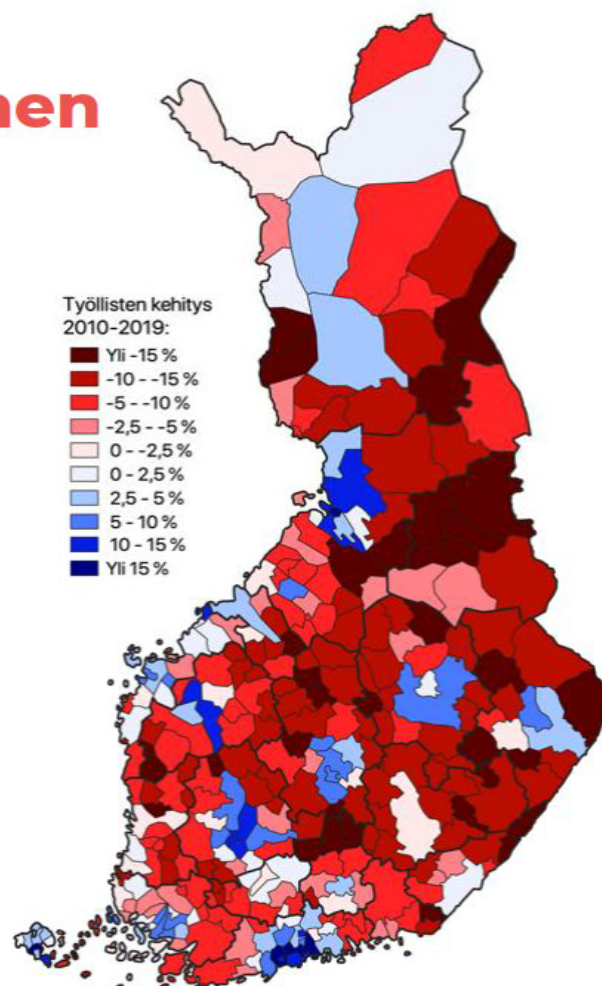 nen
Työllisten kehitys
2010-2019:
Yli -15 %
-10 - -15 %
-5 - -10 %
-2,5 - -5 %
0 - -2,5 %
0 - 2,5 %
2,5 - 5 %
5 - 10 %
10 - 15 %
Yli 15 %